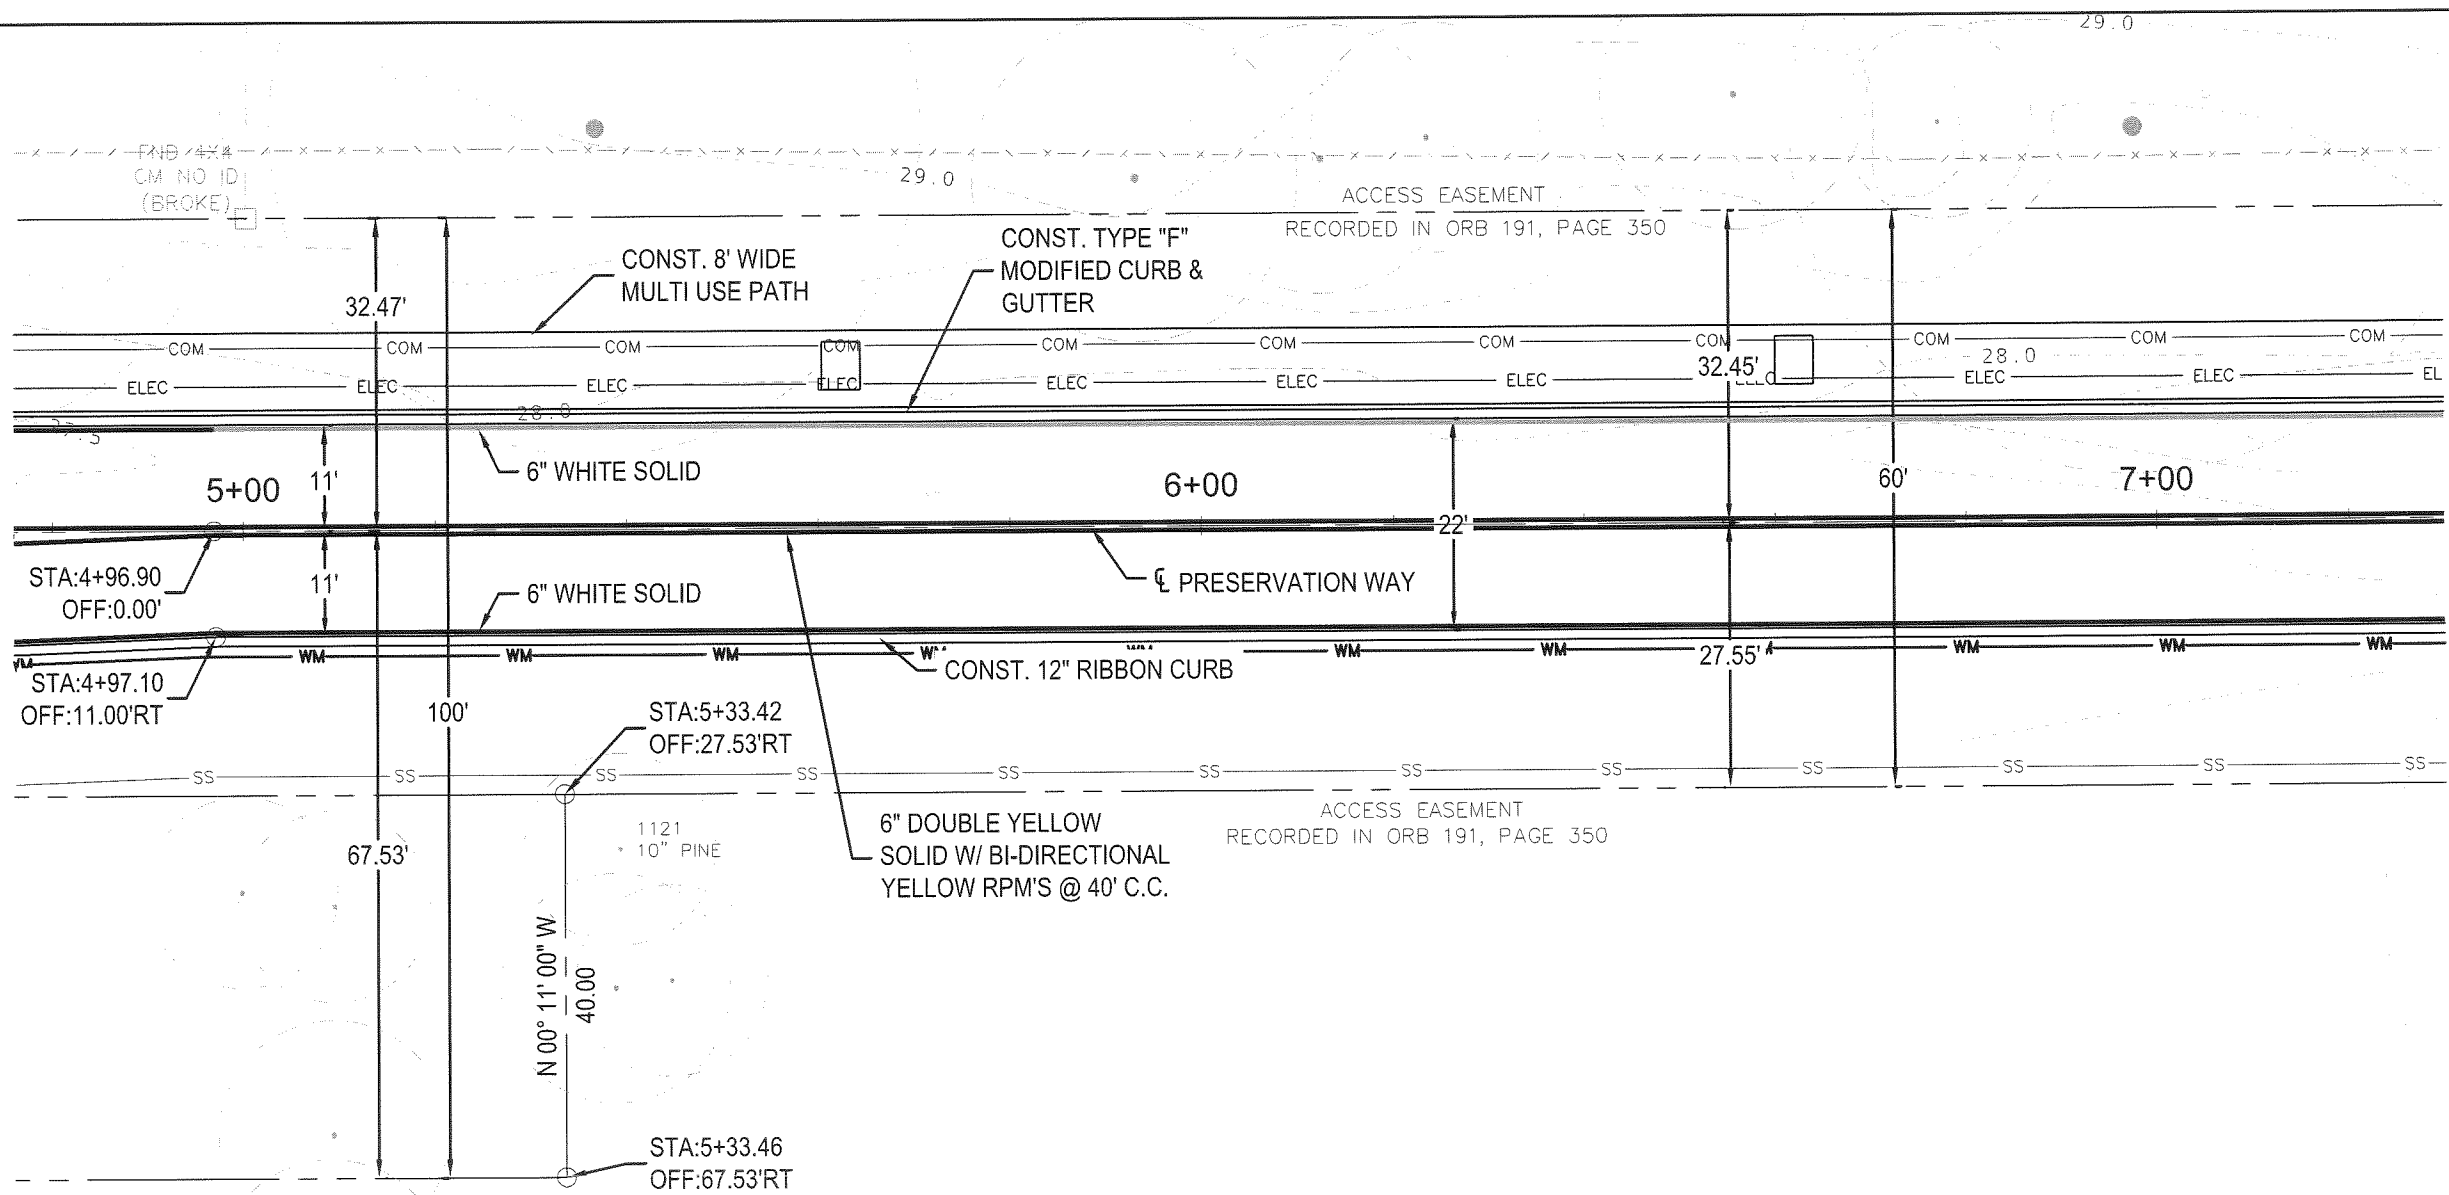 29.0
FND 4X4
CM NO ID
(BROKE)
29.0
ACCESS EASEMENT
RECORDED IN ORB 191, PAGE 350
CONST. 8' WIDE
MULTI USE PATH
CONST. TYPE "F"
MODIFIED CURB &
GUTTER
32.47'
COM COM COM COM COM COM COM COM COM COM COM
32.45'
28.0
ELEC ELEC ELEC ELEC ELEC ELEC ELEC ELEC ELEC EL
28.0
27.5
6" WHITE SOLID
5+00
11'
6+00
60'
7+00
22'
STA:4+96.90
OFF:0.00'
11'
6" WHITE SOLID
℄ PRESERVATION WAY
WM WM WM WM WM WM WM WM WM
27.55'
CONST. 12" RIBBON CURB
STA:4+97.10
OFF:11.00'RT
100'
STA:5+33.42
OFF:27.53'RT
SS SS SS SS SS SS SS SS SS SS SS SS
ACCESS EASEMENT
RECORDED IN ORB 191, PAGE 350
1121
10" PINE
67.53'
6" DOUBLE YELLOW
SOLID W/ BI-DIRECTIONAL
YELLOW RPM'S @ 40' C.C.
N 00° 11' 00" W
40.00
STA:5+33.46
OFF:67.53'RT